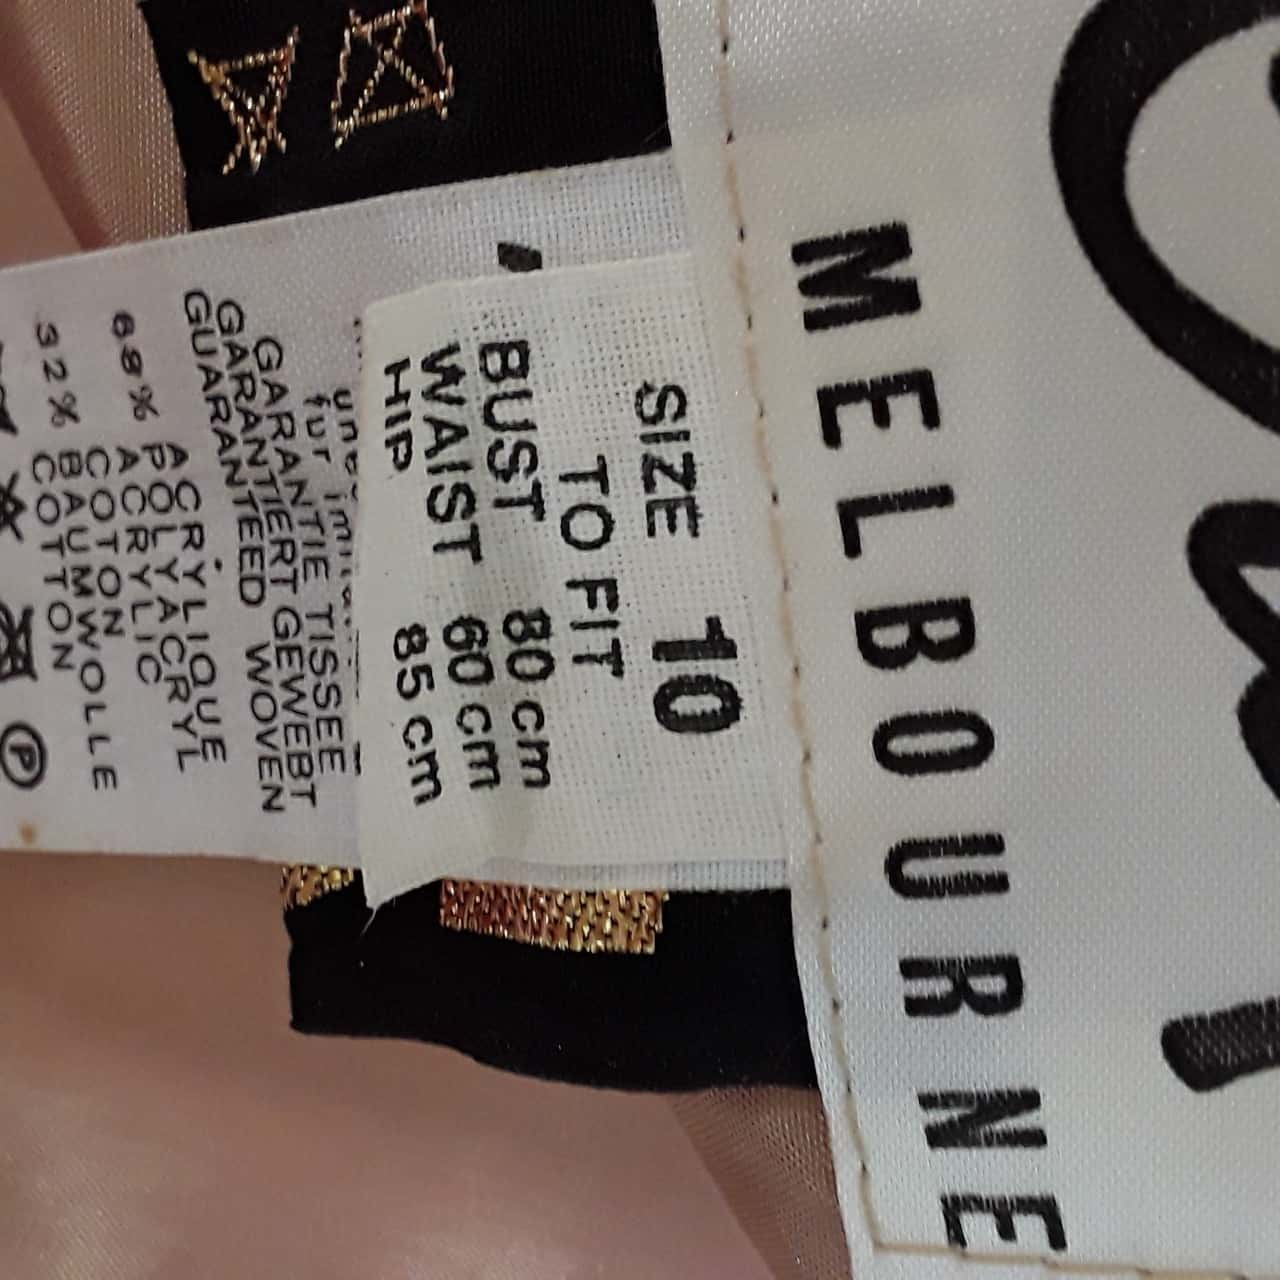 MELBOURNE
SIZE 10
TO FIT
BUST 80 cm
WAIST 60 cm
HIP 85 cm
GARANTIE TISSEE
GARANTIERT GEWEBT
GARANTEED WOVEN
GUARANTEED
ACRYLIQUE
POLYACRYL
68% ACRYLIC
COTON
BAUMWOLLE
32% COTTON
P